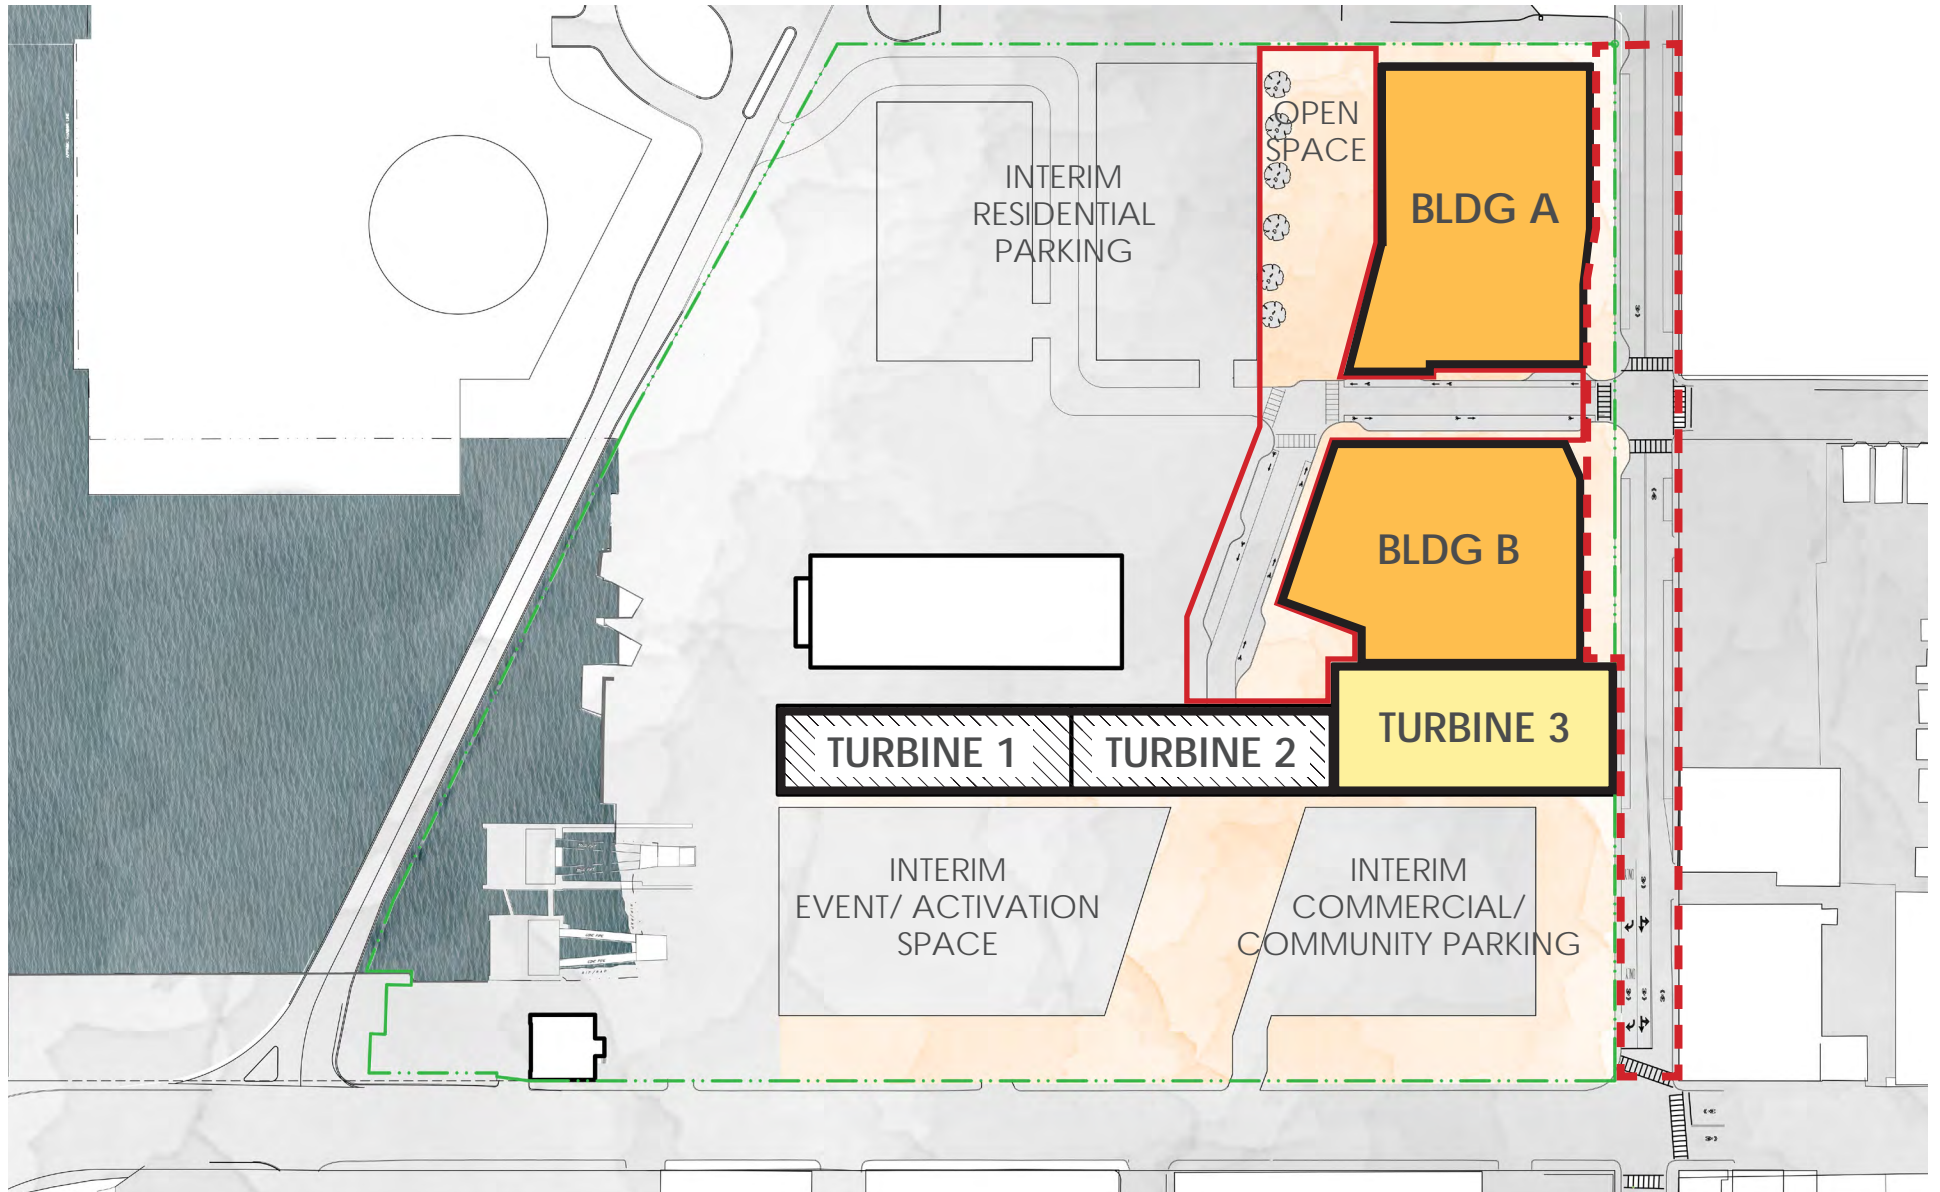 OPEN
SPACE
INTERIM
RESIDENTIAL
PARKING
BLDG A
BLDG B
TURBINE 3
TURBINE 1
TURBINE 2
INTERIM
EVENT/ ACTIVATION
SPACE
INTERIM
COMMERCIAL/
COMMUNITY PARKING